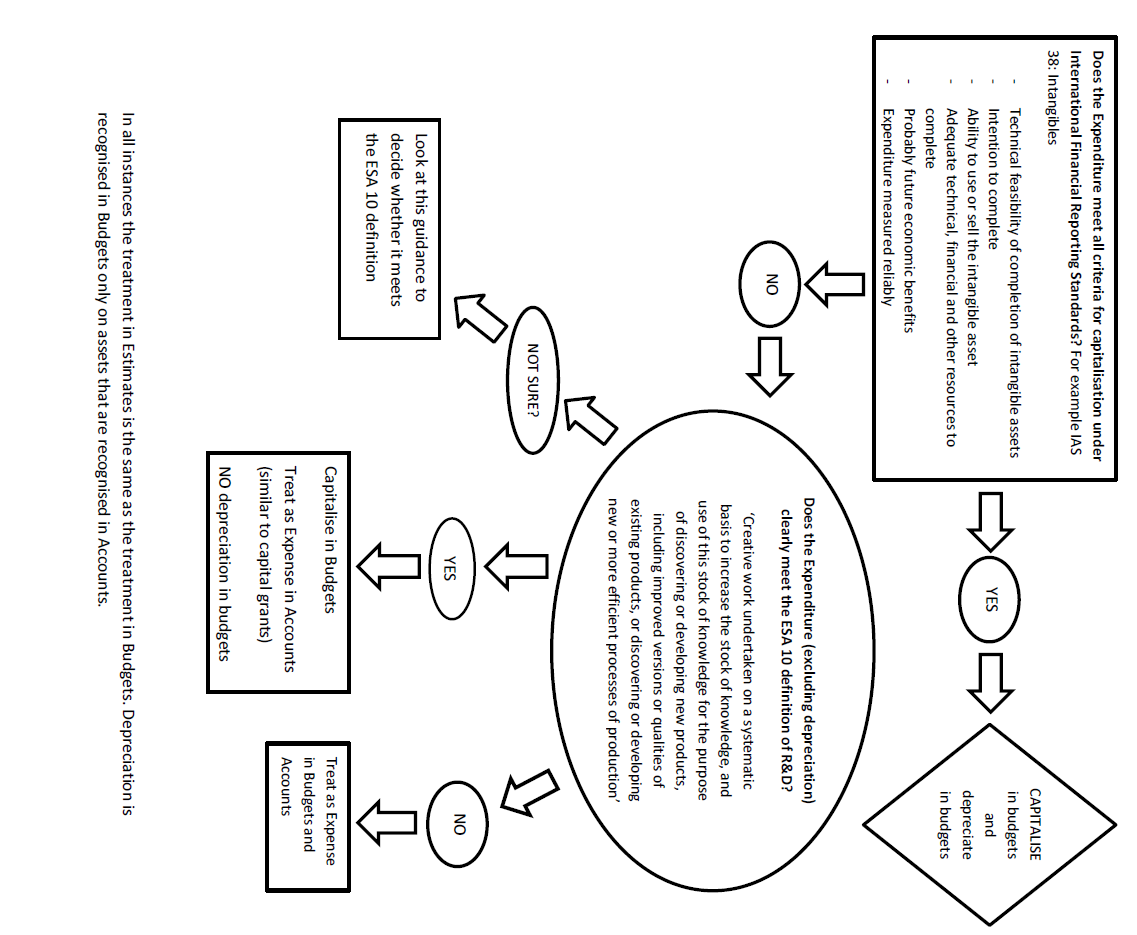 Does the Expenditure meet all criteria for capitalisation under
International Financial Reporting Standards? For example IAS
38: Intangibles
- Technical feasibility of completion of intangible assets
- Intention to complete
- Ability to use or sell the intangible asset
- Adequate technical, financial and other resources to
complete
- Probably future economic benefits
- Expenditure measured reliably
YES
CAPITALISE
in budgets
and
depreciate
in budgets
NO
Does the Expenditure (excluding depreciation)
clearly meet the ESA 10 definition of R&D?
‘Creative work undertaken on a systematic
basis to increase the stock of knowledge, and
use of this stock of knowledge for the purpose
of discovering or developing new products,
including improved versions or qualities of
existing products, or discovering or developing
new or more efficient processes of production’
NOT SURE?
Look at this guidance to
decide whether it meets
the ESA 10 definition
YES
Capitalise in Budgets
Treat as Expense in Accounts
(similar to capital grants)
NO depreciation in budgets
NO
Treat as Expense
in Budgets and
Accounts
In all instances the treatment in Estimates is the same as the treatment in Budgets. Depreciation is
recognised in Budgets only on assets that are recognised in Accounts.